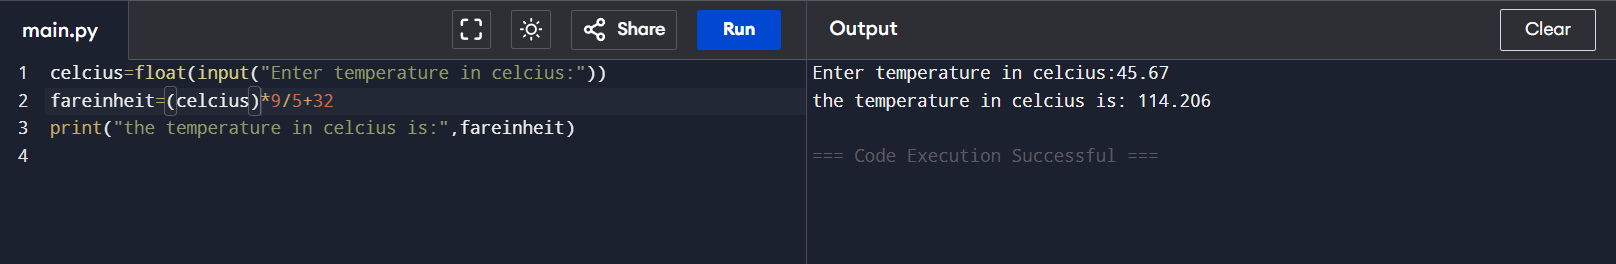 main.py Share Run Output Clear
1 celcius=float(input("Enter temperature in celcius:"))
2 fareinheit=(celcius)*9/5+32
3 print("the temperature in celcius is:",fareinheit)
4
Enter temperature in celcius:45.67
the temperature in celcius is: 114.206
=== Code Execution Successful ===